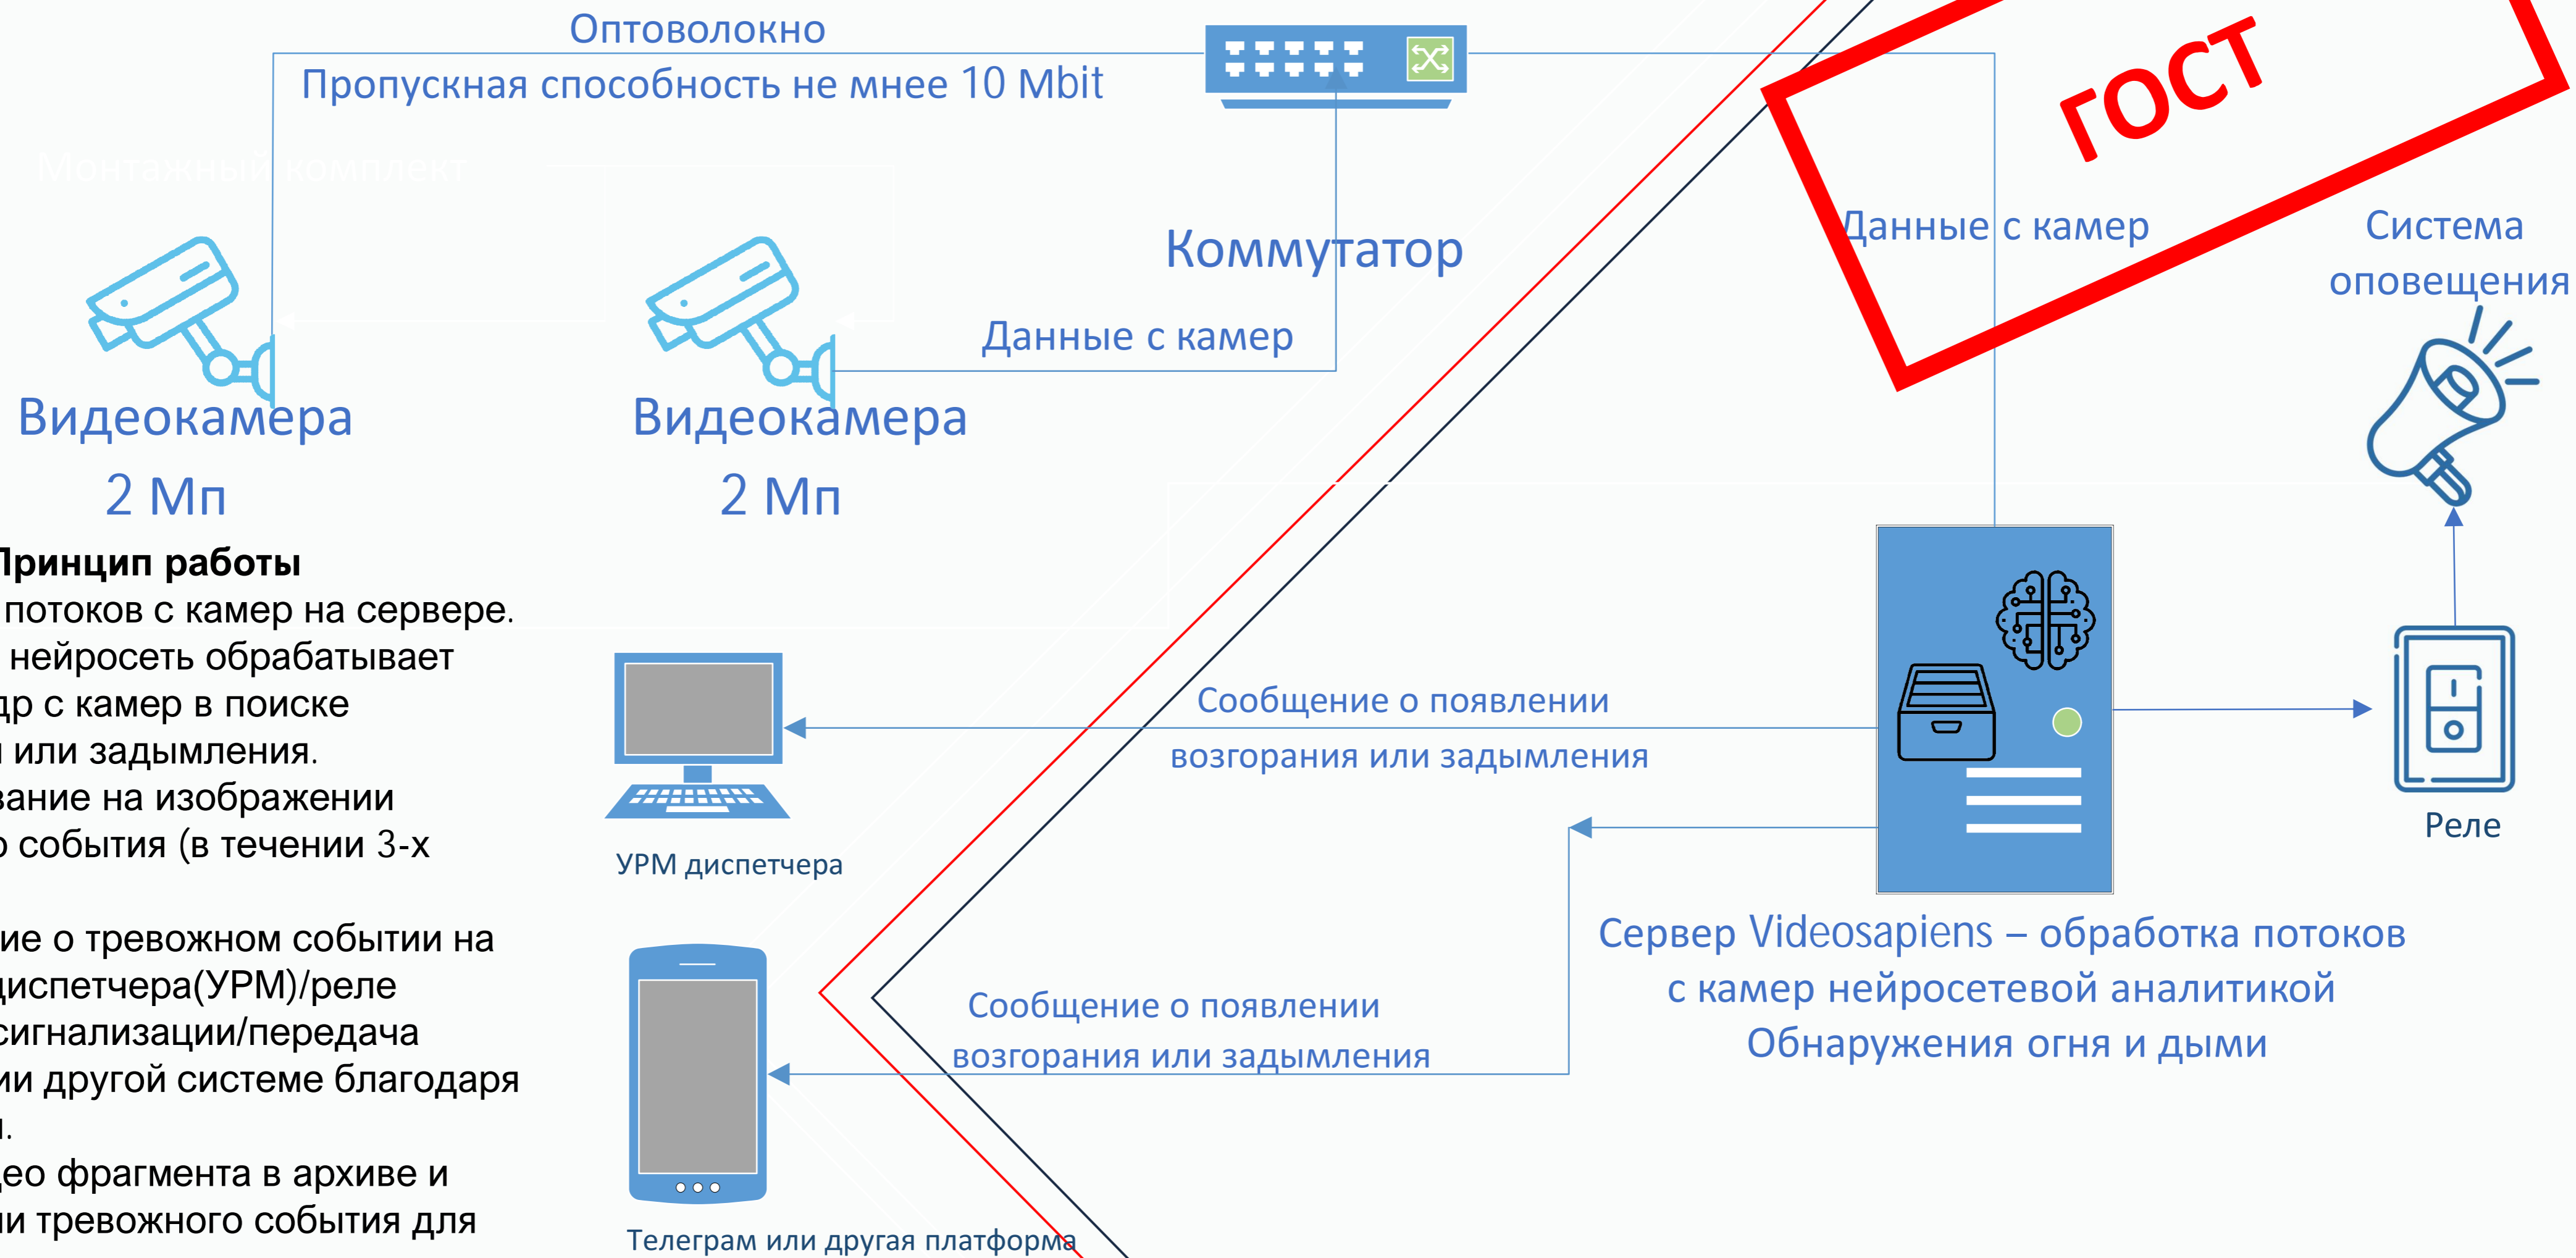 Оптоволокно
Пропускная способность не мнее 10 Mbit
ГОСТ
Монтажный комплект
Коммутатор
Данные с камер
Данные с камер
Система
оповещения
Видеокамера
2 Мп
Видеокамера
2 Мп
Принцип работы
потоков с камер на сервере.
нейросеть обрабатывает
др с камер в поиске
или задымления.
вание на изображении
события (в течении 3-х
ие о тревожном событии на
диспетчера(УРМ)/реле
сигнализации/передача
ии другой системе благодаря
део фрагмента в архиве и
ии тревожного события для
УРМ диспетчера
Сообщение о появлении
возгорания или задымления
Реле
Сервер Videosapiens – обработка потоков
с камер нейросетевой аналитикой
Обнаружения огня и дыми
Сообщение о появлении
возгорания или задымления
Телеграм или другая платформа